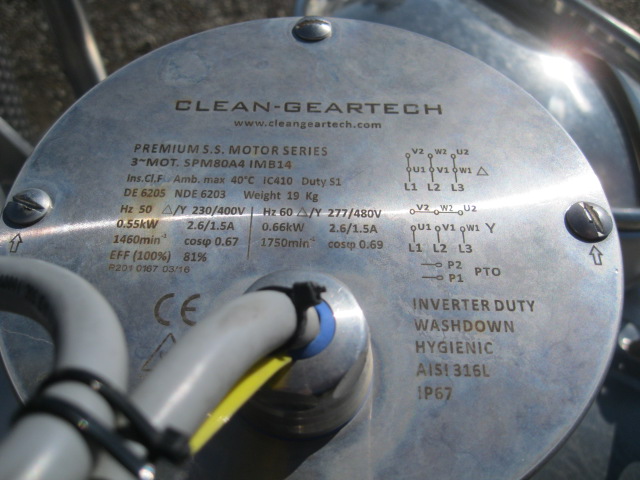 CLEAN-GEARTECH
www.cleangeartech.com
PREMIUM S.S. MOTOR SERIES
3~MOT. SPM80A4 IMB14
Ins.Cl.F Amb. max 40°C IC410 Duty S1
DE 6205 NDE 6203 Weight 19 Kg
Hz 50 △/Y 230/400V Hz 60 △/Y 277/480V
0.55kW 2.6/1.5A 0.66kW 2.6/1.5A
1460min⁻¹ cosφ 0.67 1750min⁻¹ cosφ 0.69
EFF (100%) 81%
P201 0167 03/16
CE
V2 W2 U2
U1 V1 W1 △
L1 L2 L3
V2 W2 U2
U1 V1 W1 Y
L1 L2 L3
P2
P1 PTO
INVERTER DUTY
WASHDOWN
HYGIENIC
AISI 316L
IP67